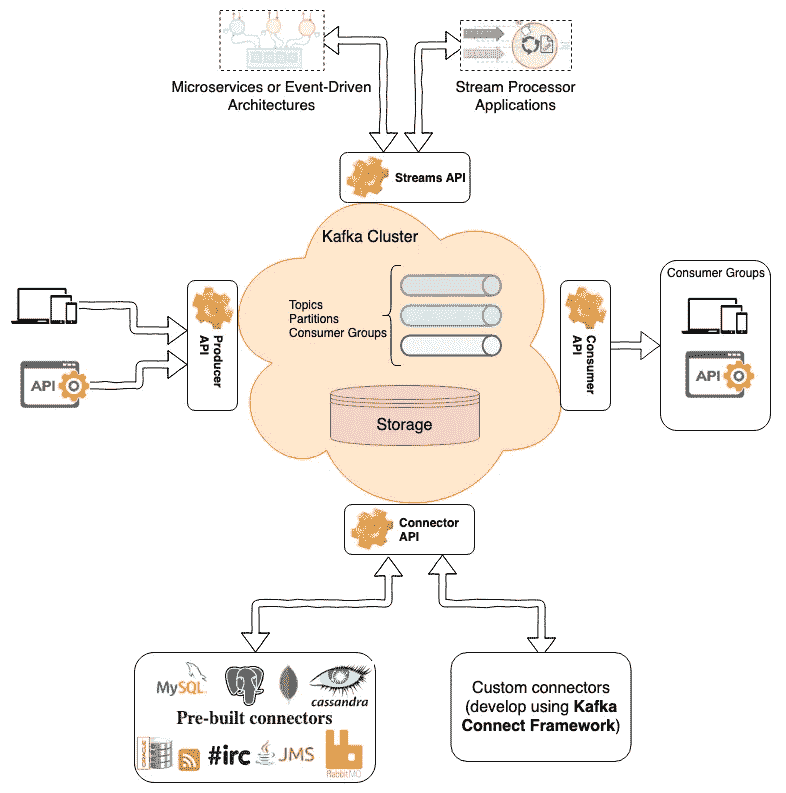 Microservices or Event-Driven
Architectures
Stream Processor
Applications
Streams API
Kafka Cluster
Topics
Partitions
Consumer Groups
Producer
API
Consumer
API
Consumer Groups
API
API
Storage
Connector
API
MySQL
cassandra
Pre-built connectors
ORACLE
#irc
JMS
RabbitMQ
Custom connectors
(develop using Kafka
Connect Framework)